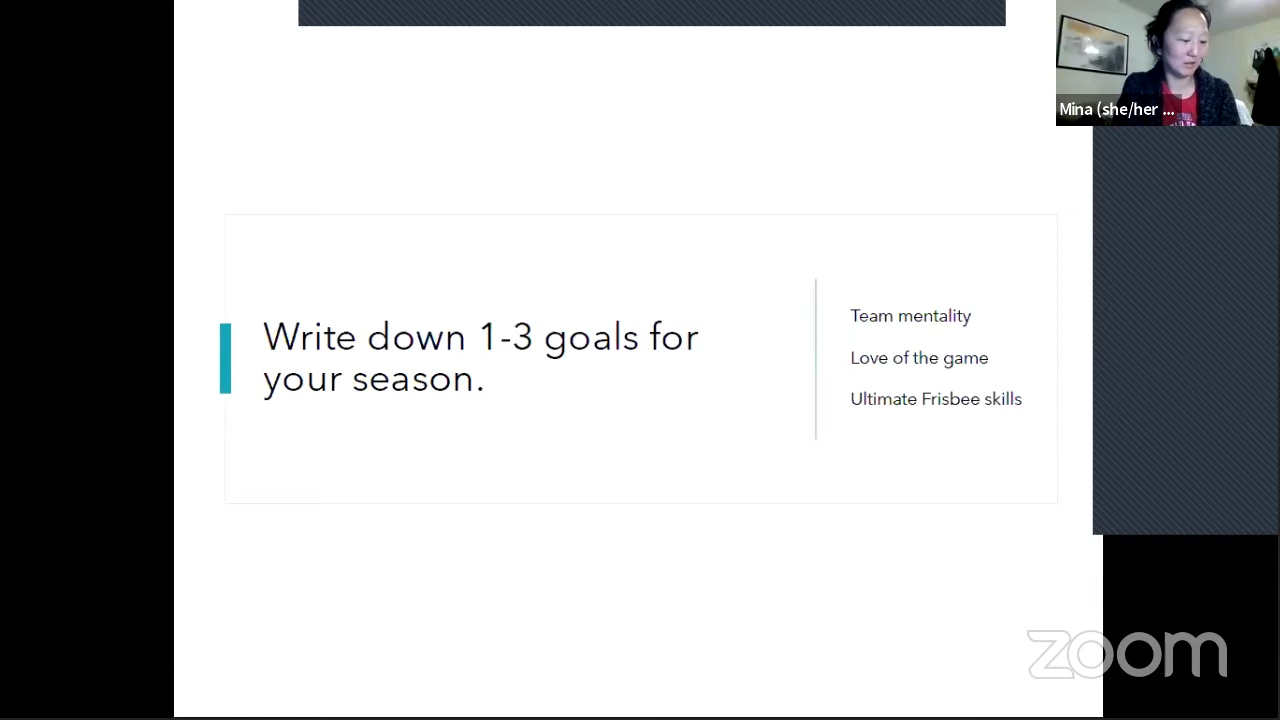 Mina (she/her ...
Write down 1-3 goals for
your season.
Team mentality
Love of the game
Ultimate Frisbee skills
zoom